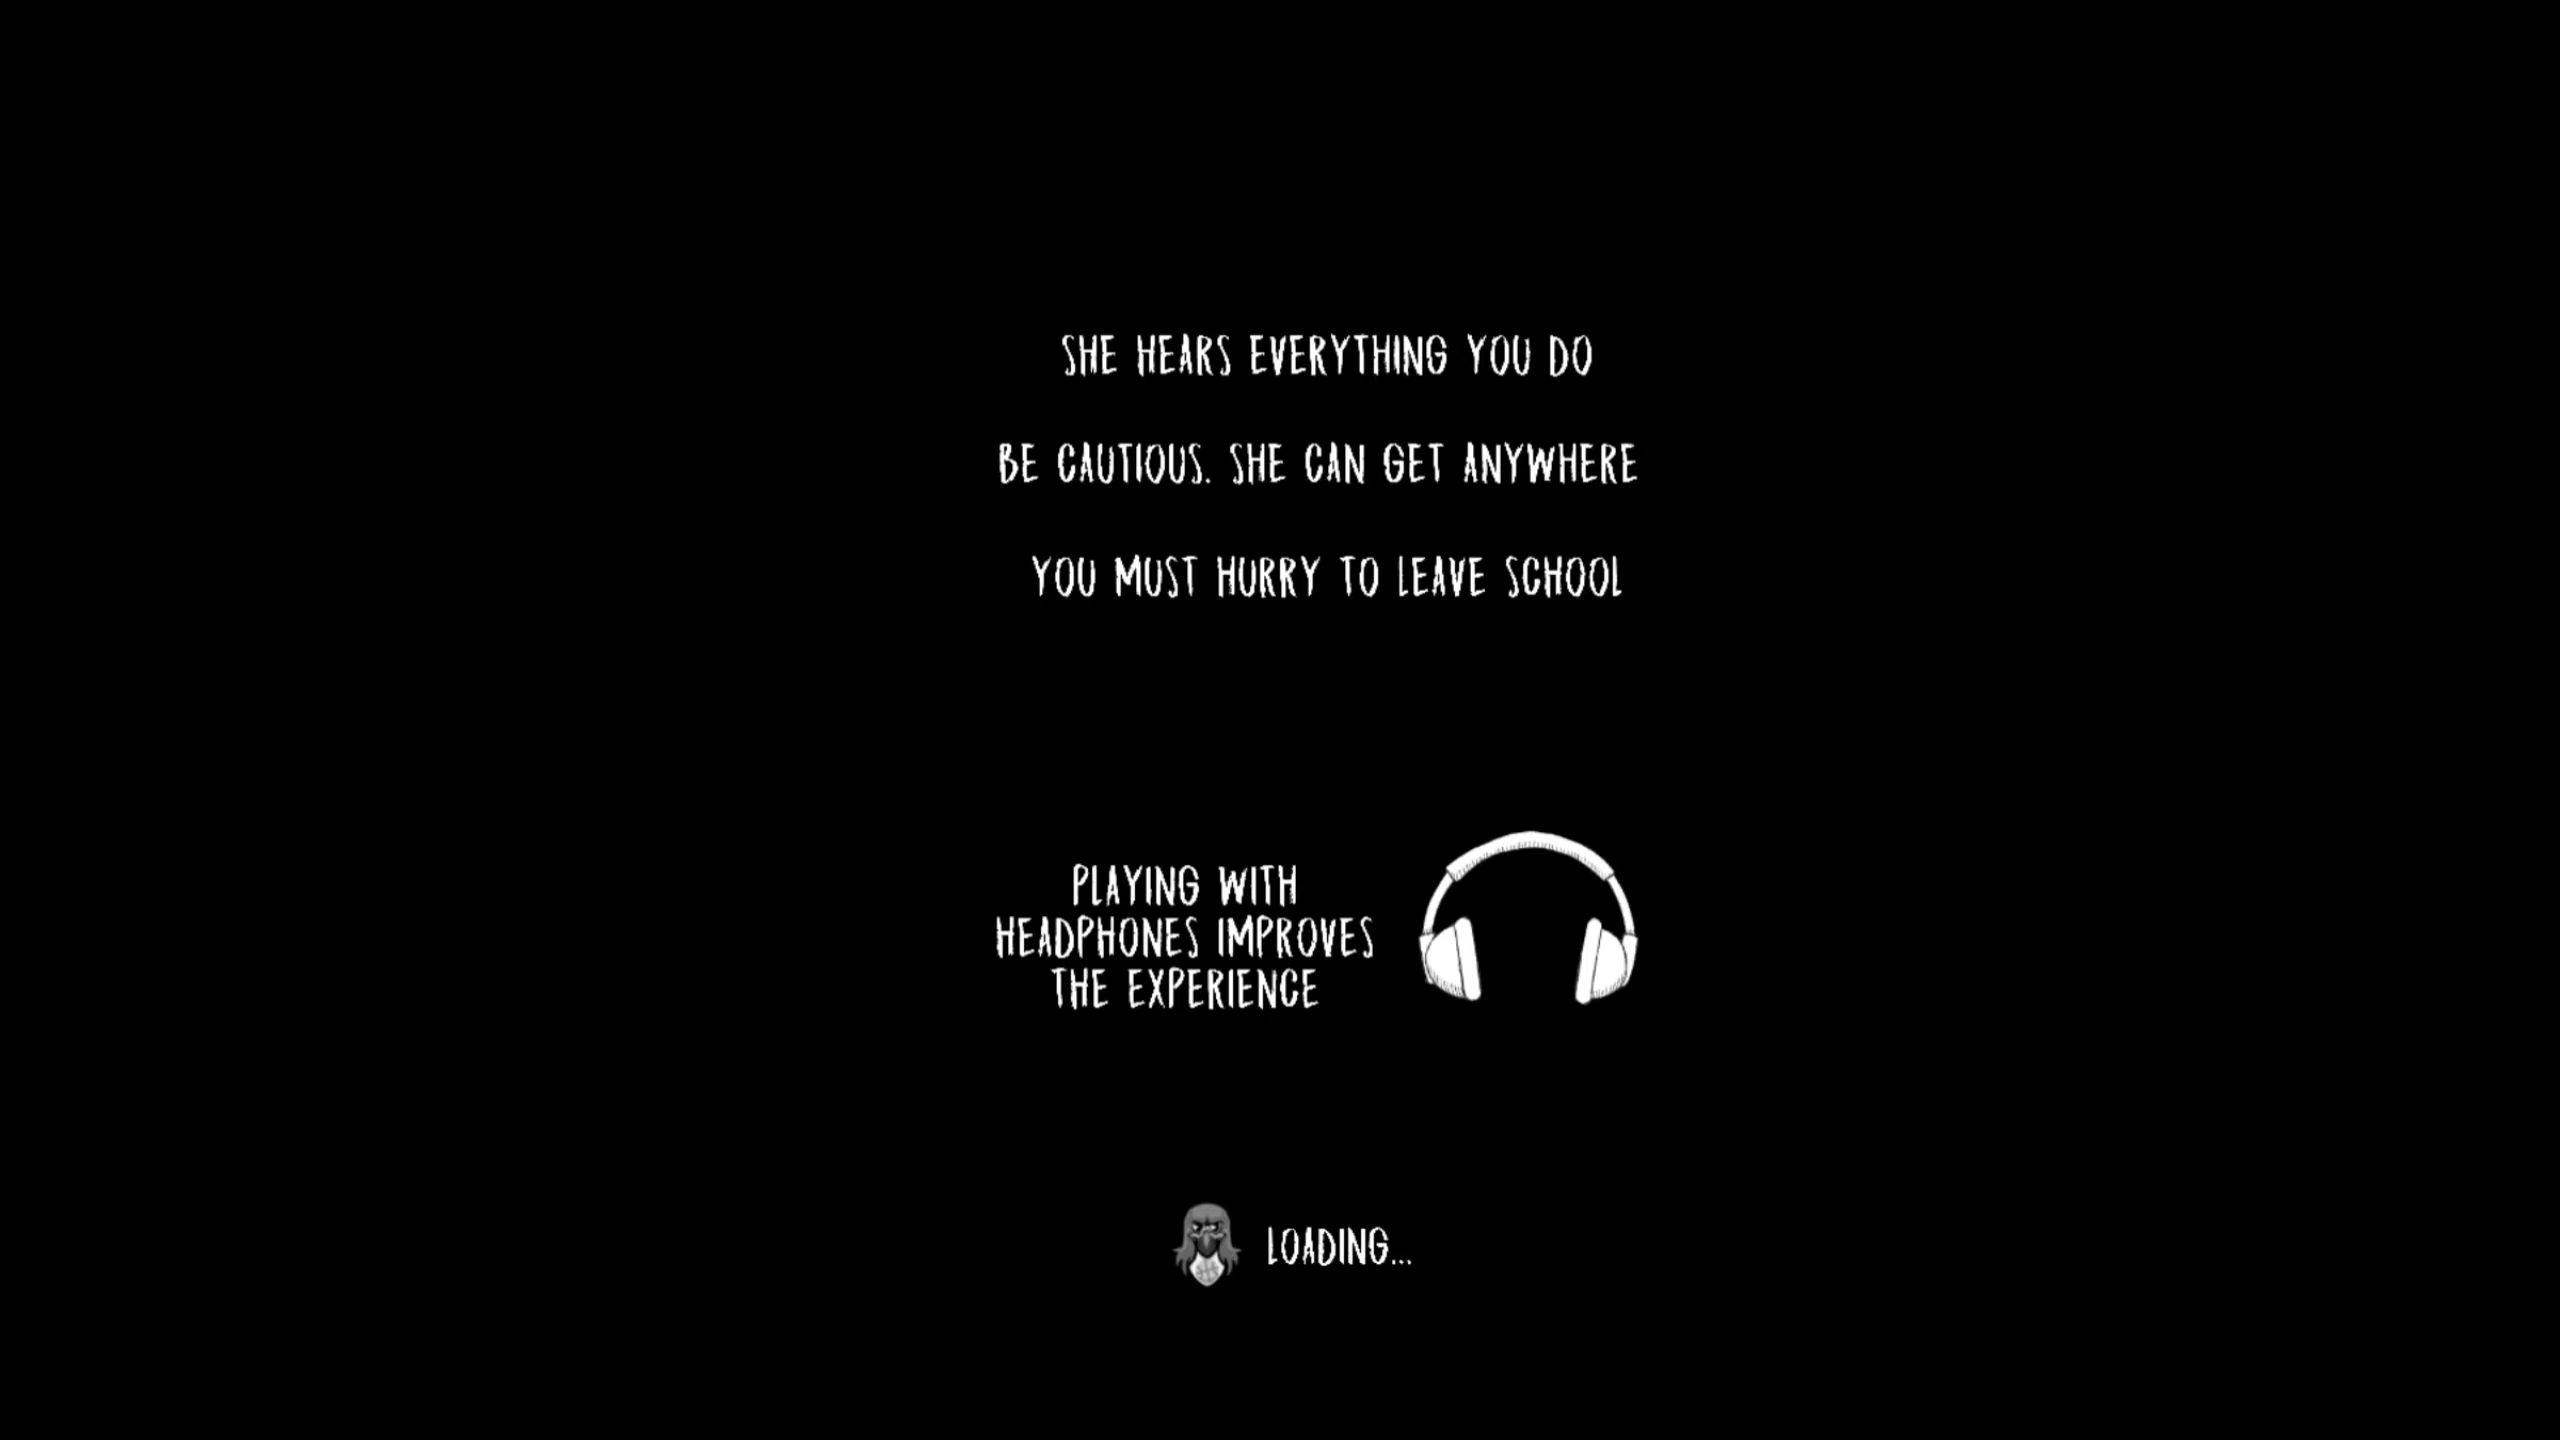 SHE HEARS EVERYTHING YOU DO
BE CAUTIOUS. SHE CAN GET ANYWHERE
YOU MUST HURRY TO LEAVE SCHOOL
PLAYING WITH
HEADPHONES IMPROVES
THE EXPERIENCE
LOADING...